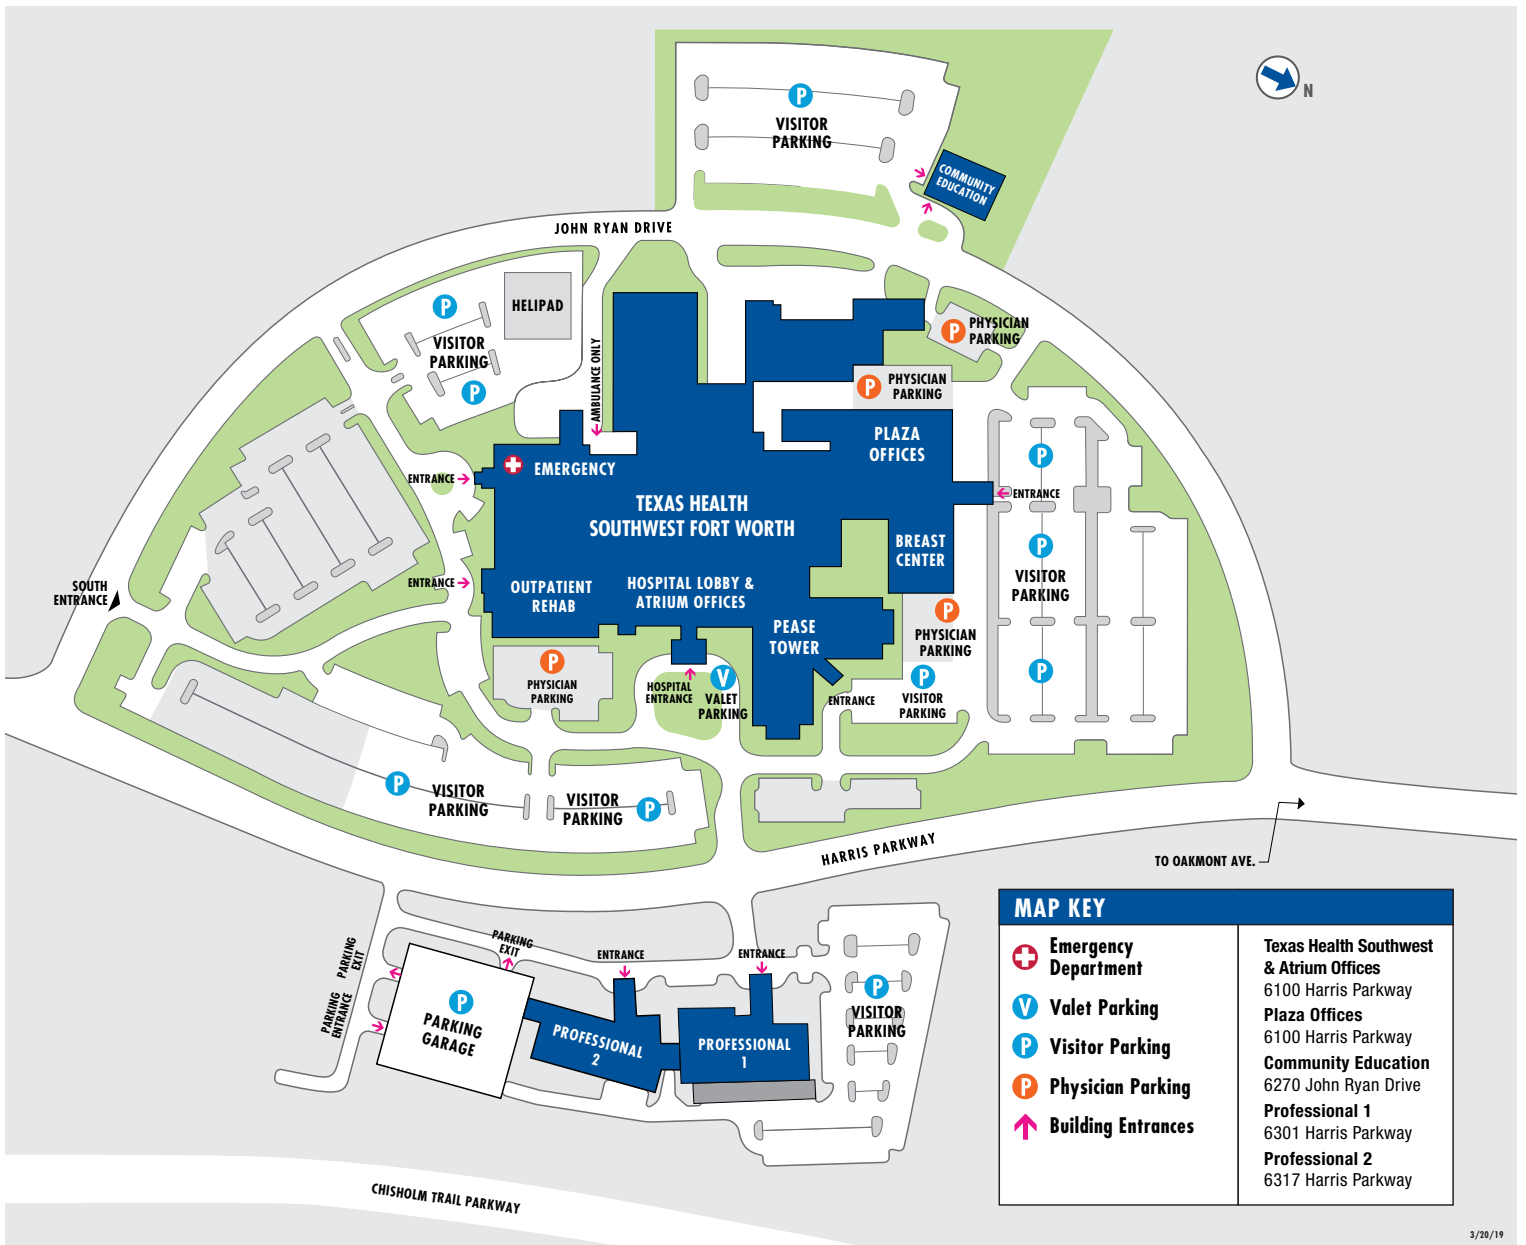 N
P
VISITOR
PARKING
COMMUNITY
EDUCATION
JOHN RYAN DRIVE
P
HELIPAD
VISITOR
PARKING
P
AMBULANCE ONLY
P
PHYSICIAN
PARKING
P
PHYSICIAN
PARKING
PLAZA
OFFICES
P
EMERGENCY
ENTRANCE
ENTRANCE
TEXAS HEALTH
SOUTHWEST FORT WORTH
BREAST
CENTER
P
VISITOR
PARKING
ENTRANCE
OUTPATIENT
REHAB
HOSPITAL LOBBY &
ATRIUM OFFICES
SOUTH
ENTRANCE
PEASE
TOWER
P
PHYSICIAN
PARKING
P
P
PHYSICIAN
PARKING
HOSPITAL
ENTRANCE
V
VALET
PARKING
P
VISITOR
PARKING
ENTRANCE
P
VISITOR
PARKING
VISITOR
PARKING
P
HARRIS PARKWAY
TO OAKMONT AVE.
PARKING
EXIT
PARKING
EXIT
ENTRANCE
ENTRANCE
PARKING
ENTRANCE
P
PARKING
GARAGE
PROFESSIONAL
2
PROFESSIONAL
1
P
VISITOR
PARKING
CHISHOLM TRAIL PARKWAY
MAP KEY
Emergency
Department
V Valet Parking
P Visitor Parking
P Physician Parking
Building Entrances
Texas Health Southwest
& Atrium Offices
6100 Harris Parkway
Plaza Offices
6100 Harris Parkway
Community Education
6270 John Ryan Drive
Professional 1
6301 Harris Parkway
Professional 2
6317 Harris Parkway
3/20/19